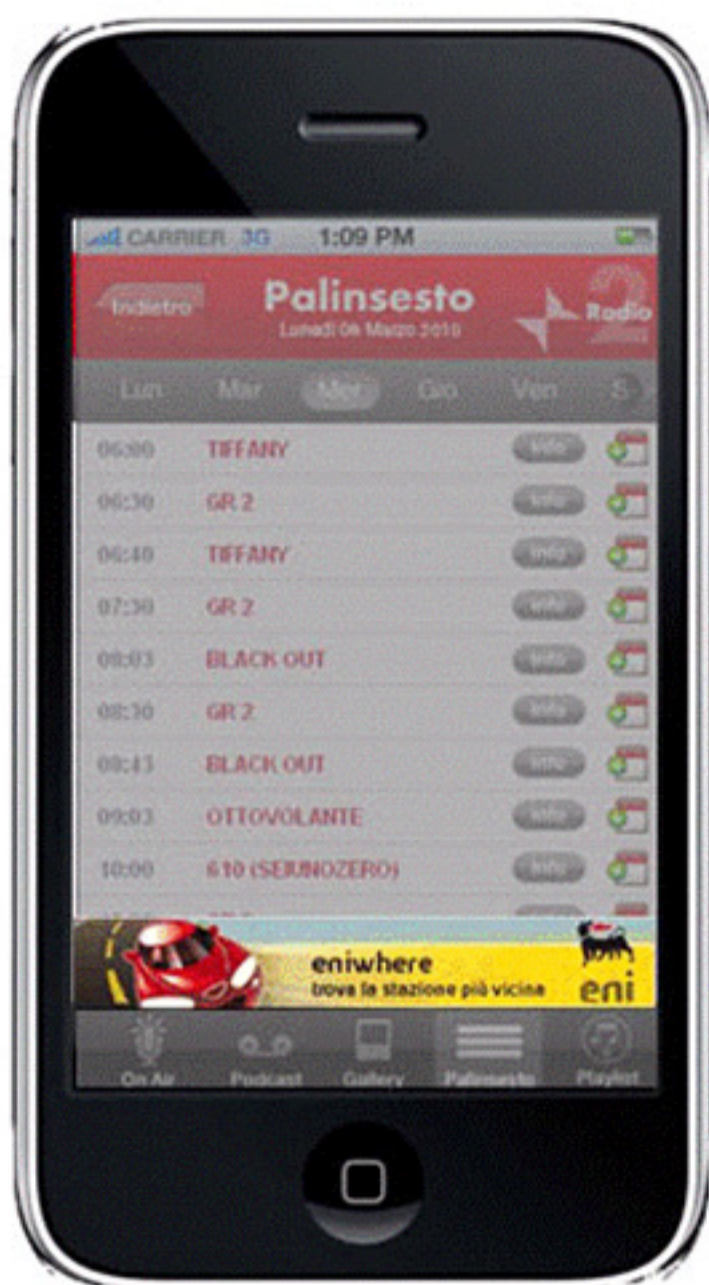 CARRIER 3G 1:09 PM
Indietro Palinsesto Radio 2
Lunedì 08 Marzo 2010
Lun Mar Mer Gio Ven S
06:00 TIFFANY Info
06:30 GR 2 Info
06:40 TIFFANY Info
07:30 GR 2 Info
08:03 BLACK OUT Info
08:30 GR 2 Info
08:45 BLACK OUT Info
09:03 OTTOVOLANTE Info
10:00 610 (SEIUNOZERO) Info
eniwhere
trova la stazione più vicina
eni
On Air Podcast Gallery Palinsesto Playlist